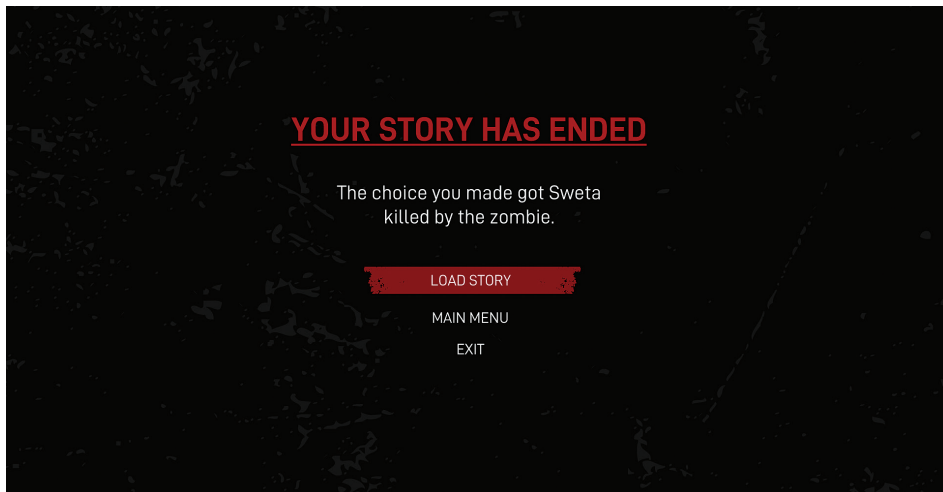 YOUR STORY HAS ENDED
The choice you made got Sweta
killed by the zombie.
LOAD STORY
MAIN MENU
EXIT